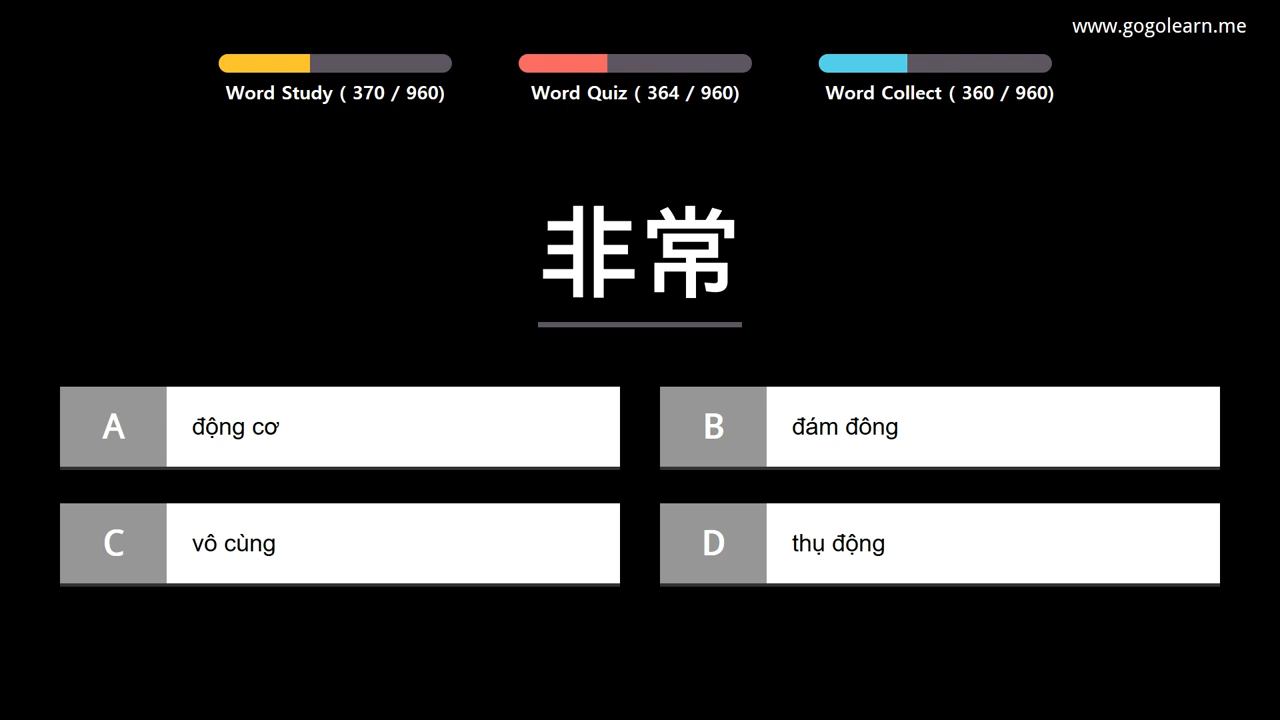 www.gogolearn.me
Word Study ( 370 / 960)
Word Quiz ( 364 / 960)
Word Collect ( 360 / 960)
非常
A động cơ
B đám đông
C vô cùng
D thụ động